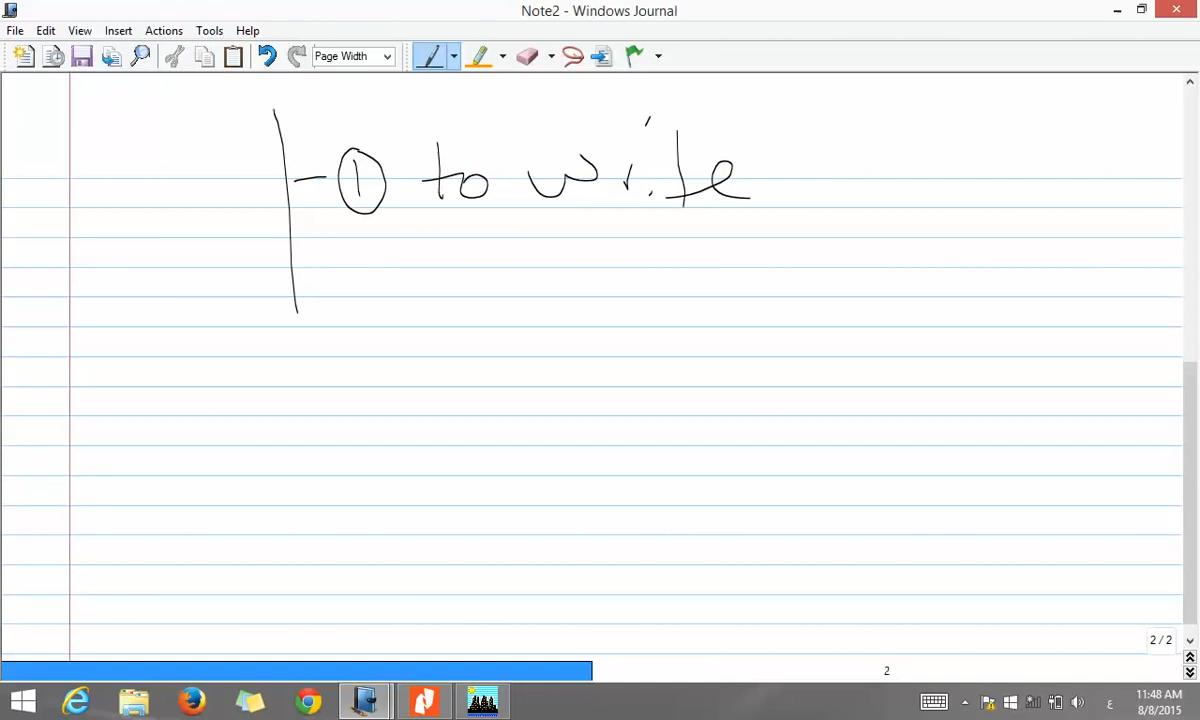 Note2 - Windows Journal
File Edit View Insert Actions Tools Help
Page Width
① to write
2 / 2
2
11:48 AM
ع
8/8/2015